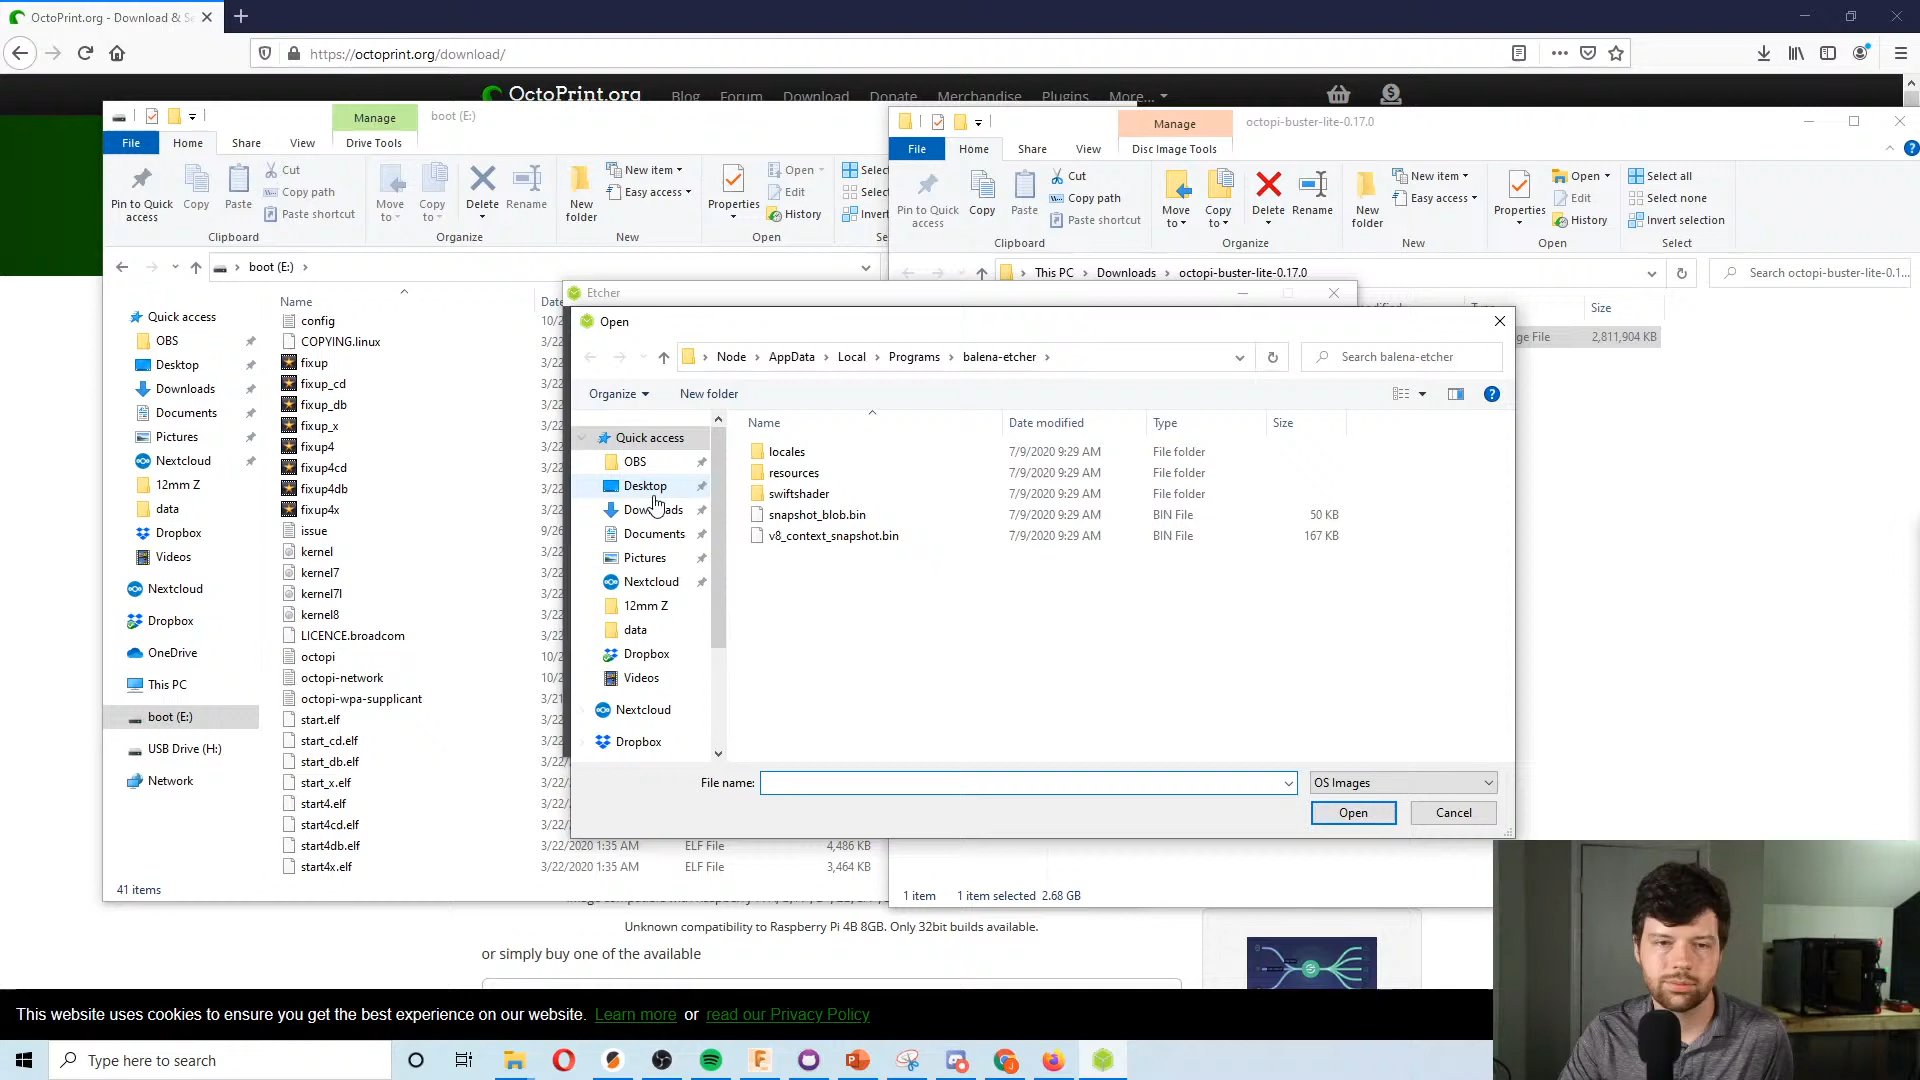 OctoPrint.org - Download & Se
https://octoprint.org/download/
OctoPrint.org
Blog Forum Download Donate Merchandise Plugins More...
Manage boot (E:)
File Home Share View Drive Tools
Pin to Quick access
Copy
Paste
Cut
Copy path
Paste shortcut
Move to
Copy to
Delete
Rename
New folder
New item
Easy access
Properties
Open
Edit
History
Clipboard Organize New Open
boot (E:)
Quick access
OBS
Desktop
Downloads
Documents
Pictures
Nextcloud
12mm Z
data
Dropbox
Videos
Nextcloud
Dropbox
OneDrive
This PC
boot (E:)
USB Drive (H:)
Network
Name
config
COPYING.linux
fixup
fixup_cd
fixup_db
fixup_x
fixup4
fixup4cd
fixup4db
fixup4x
issue
kernel
kernel7
kernel7l
kernel8
LICENCE.broadcom
octopi
octopi-network
octopi-wpa-supplicant
start.elf
start_cd.elf
start_db.elf
start_x.elf
start4.elf
start4cd.elf
start4db.elf 3/22/2020 1:35 AM ELF File 4,486 KB
start4x.elf 3/22/2020 1:35 AM ELF File 3,464 KB
41 items
Manage octopi-buster-lite-0.17.0
File Home Share View Disc Image Tools
Pin to Quick access
Copy
Paste
Cut
Copy path
Paste shortcut
Move to
Copy to
Delete
Rename
New folder
New item
Easy access
Properties
Open
Edit
History
Select all
Select none
Invert selection
Clipboard Organize New Open Select
This PC Downloads octopi-buster-lite-0.17.0
Search octopi-buster-lite-0.1...
Size
2,811,904 KB
1 item 1 item selected 2.68 GB
Etcher
Open
Node AppData Local Programs balena-etcher
Search balena-etcher
Organize New folder
Quick access
OBS
Desktop
Downloads
Documents
Pictures
Nextcloud
12mm Z
data
Dropbox
Videos
Nextcloud
Dropbox
Name Date modified Type Size
locales 7/9/2020 9:29 AM File folder
resources 7/9/2020 9:29 AM File folder
swiftshader 7/9/2020 9:29 AM File folder
snapshot_blob.bin 7/9/2020 9:29 AM BIN File 50 KB
v8_context_snapshot.bin 7/9/2020 9:29 AM BIN File 167 KB
File name: OS Images
Open Cancel
Unknown compatibility to Raspberry Pi 4B 8GB. Only 32bit builds available.
or simply buy one of the available
This website uses cookies to ensure you get the best experience on our website. Learn more or read our Privacy Policy
Type here to search